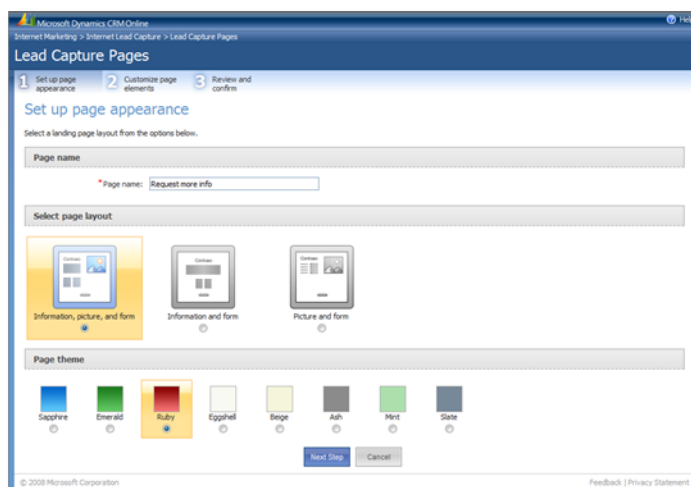 Microsoft Dynamics CRM Online
Help
Internet Marketing > Internet Lead Capture > Lead Capture Pages
Lead Capture Pages
1 Set up page appearance
2 Customize page elements
3 Review and confirm
Set up page appearance
Select a landing page layout from the options below.
Page name
*Page name: Request more info
Select page layout
Contoso Contoso Contoso
Information, picture, and form Information and form Picture and form
Page theme
Sapphire Emerald Ruby Eggshell Beige Ash Mint Slate
Next Step Cancel
© 2008 Microsoft Corporation Feedback | Privacy Statement